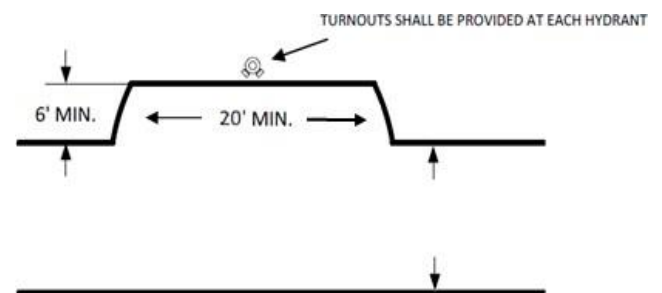 TURNOUTS SHALL BE PROVIDED AT EACH HYDRANT
6' MIN.
20' MIN.